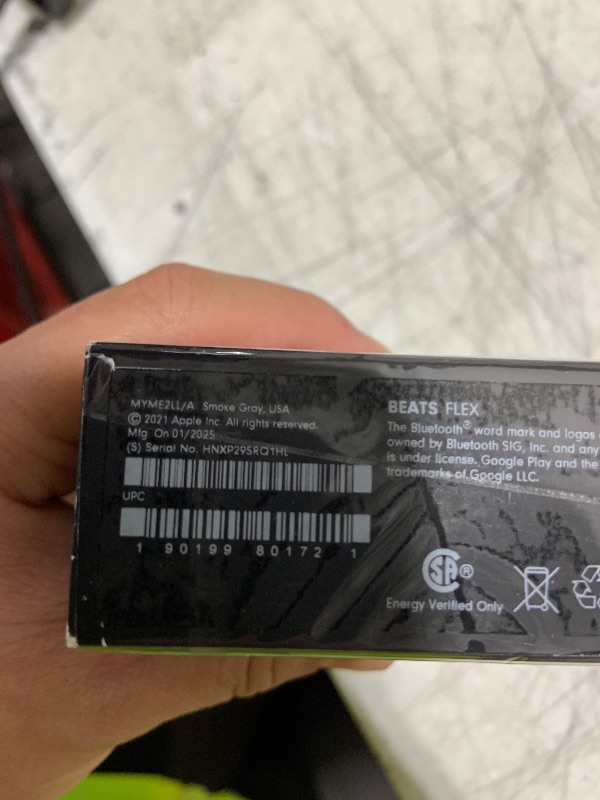 MYME2LL/A Smoke Gray, USA
© 2021 Apple Inc. All rights reserved.
Mfg. On 01/2025
(S) Serial No. HNXP29SRQ1HL
UPC
1 90199 80172 1
BEATS FLEX
The Bluetooth® word mark and logos
owned by Bluetooth SIG, Inc. and any
is under license. Google Play and the
trademarks of Google LLC.
SA ®
Energy Verified Only